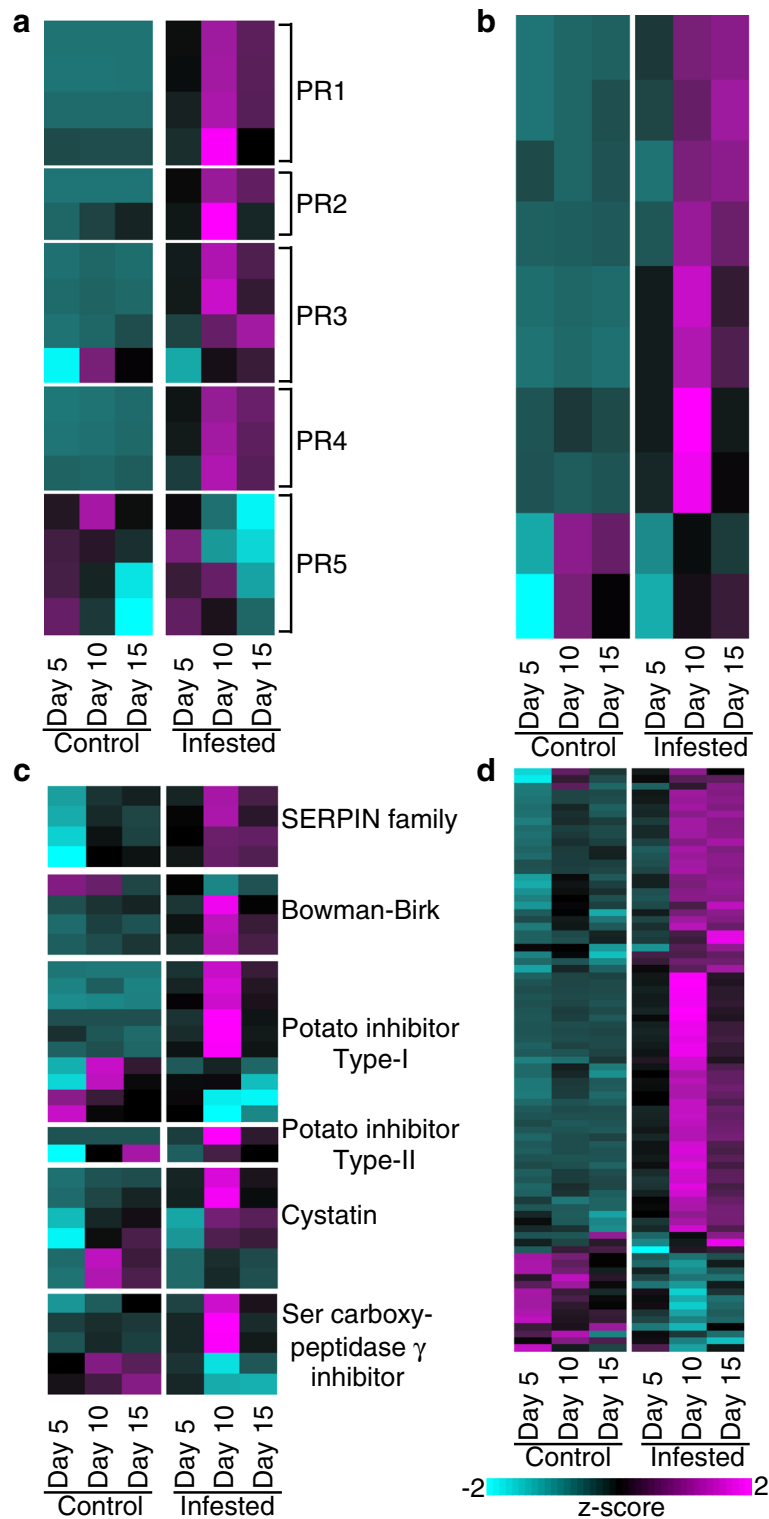 a
PR1
PR2
PR3
PR4
PR5
Day 5
Day 10
Day 15
Day 5
Day 10
Day 15
Control
Infested
b
Day 5
Day 10
Day 15
Day 5
Day 10
Day 15
Control
Infested
c
SERPIN family
Bowman-Birk
Potato inhibitor
Type-I
Potato inhibitor
Type-II
Cystatin
Ser carboxy-
peptidase γ
inhibitor
Day 5
Day 10
Day 15
Day 5
Day 10
Day 15
Control
Infested
d
Day 5
Day 10
Day 15
Day 5
Day 10
Day 15
Control
Infested
-2
2
z-score